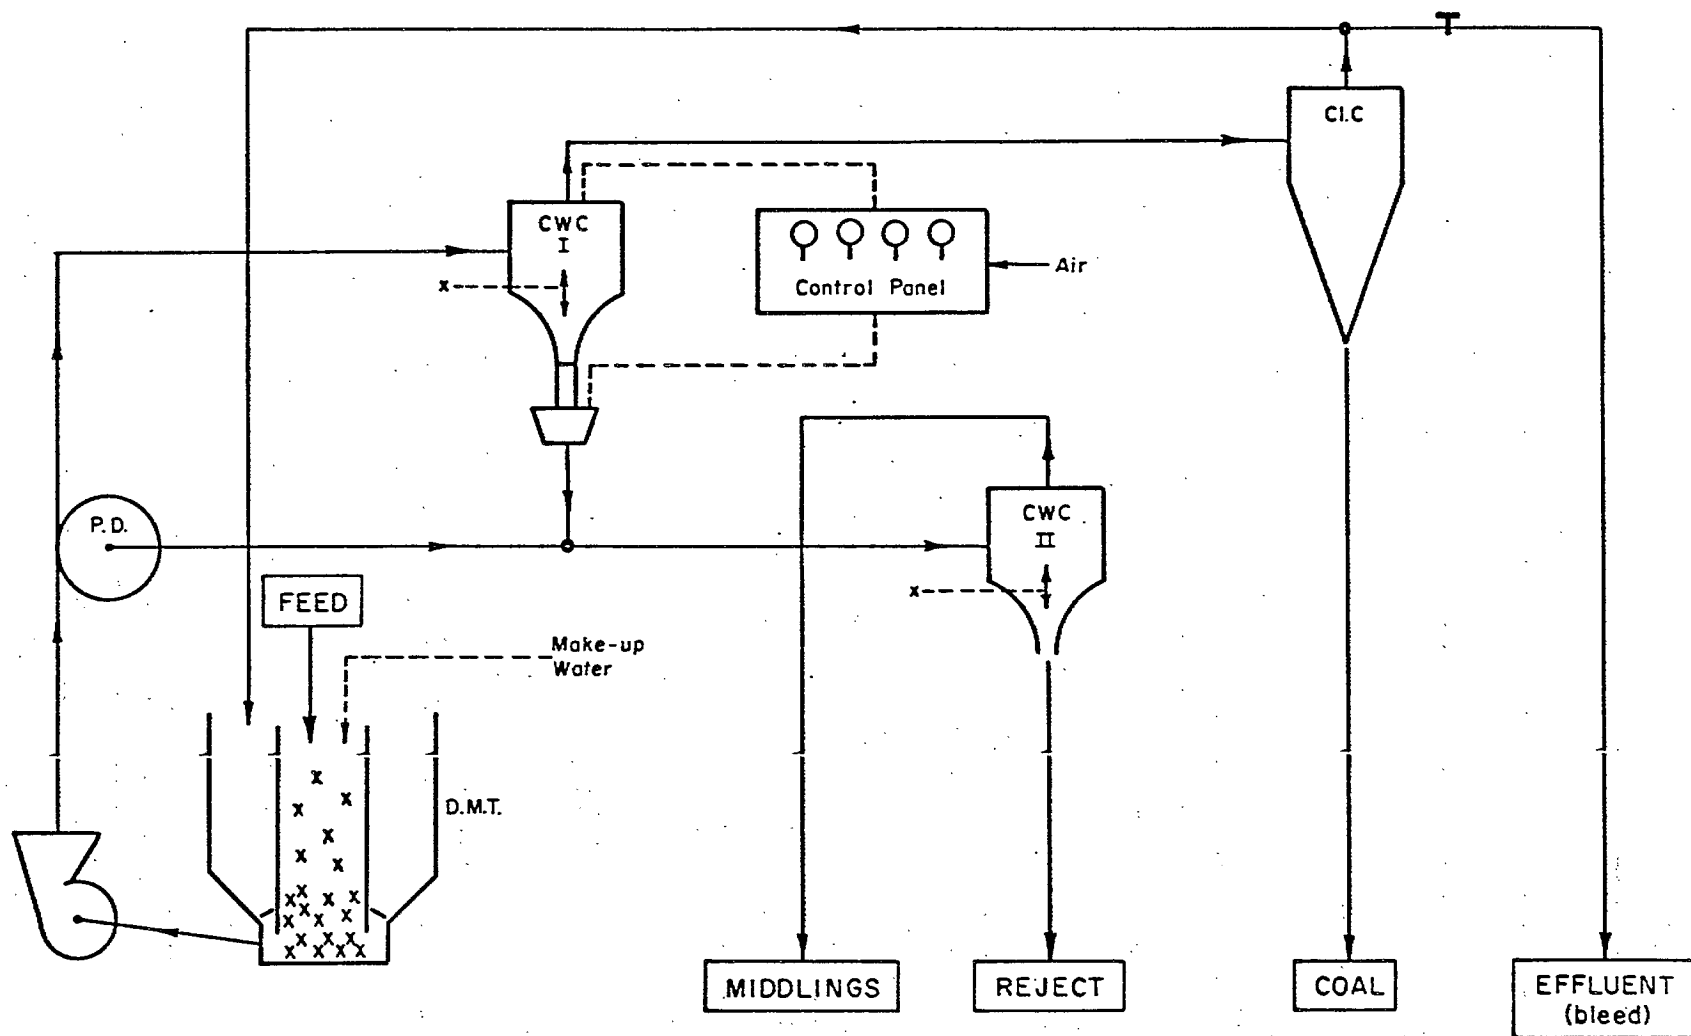 Cl.C
CWC
I
Control Panel
Air
x
P.D.
CWC
II
x
FEED
Make-up
Water
D.M.T.
MIDDLINGS
REJECT
COAL
EFFLUENT
(bleed)